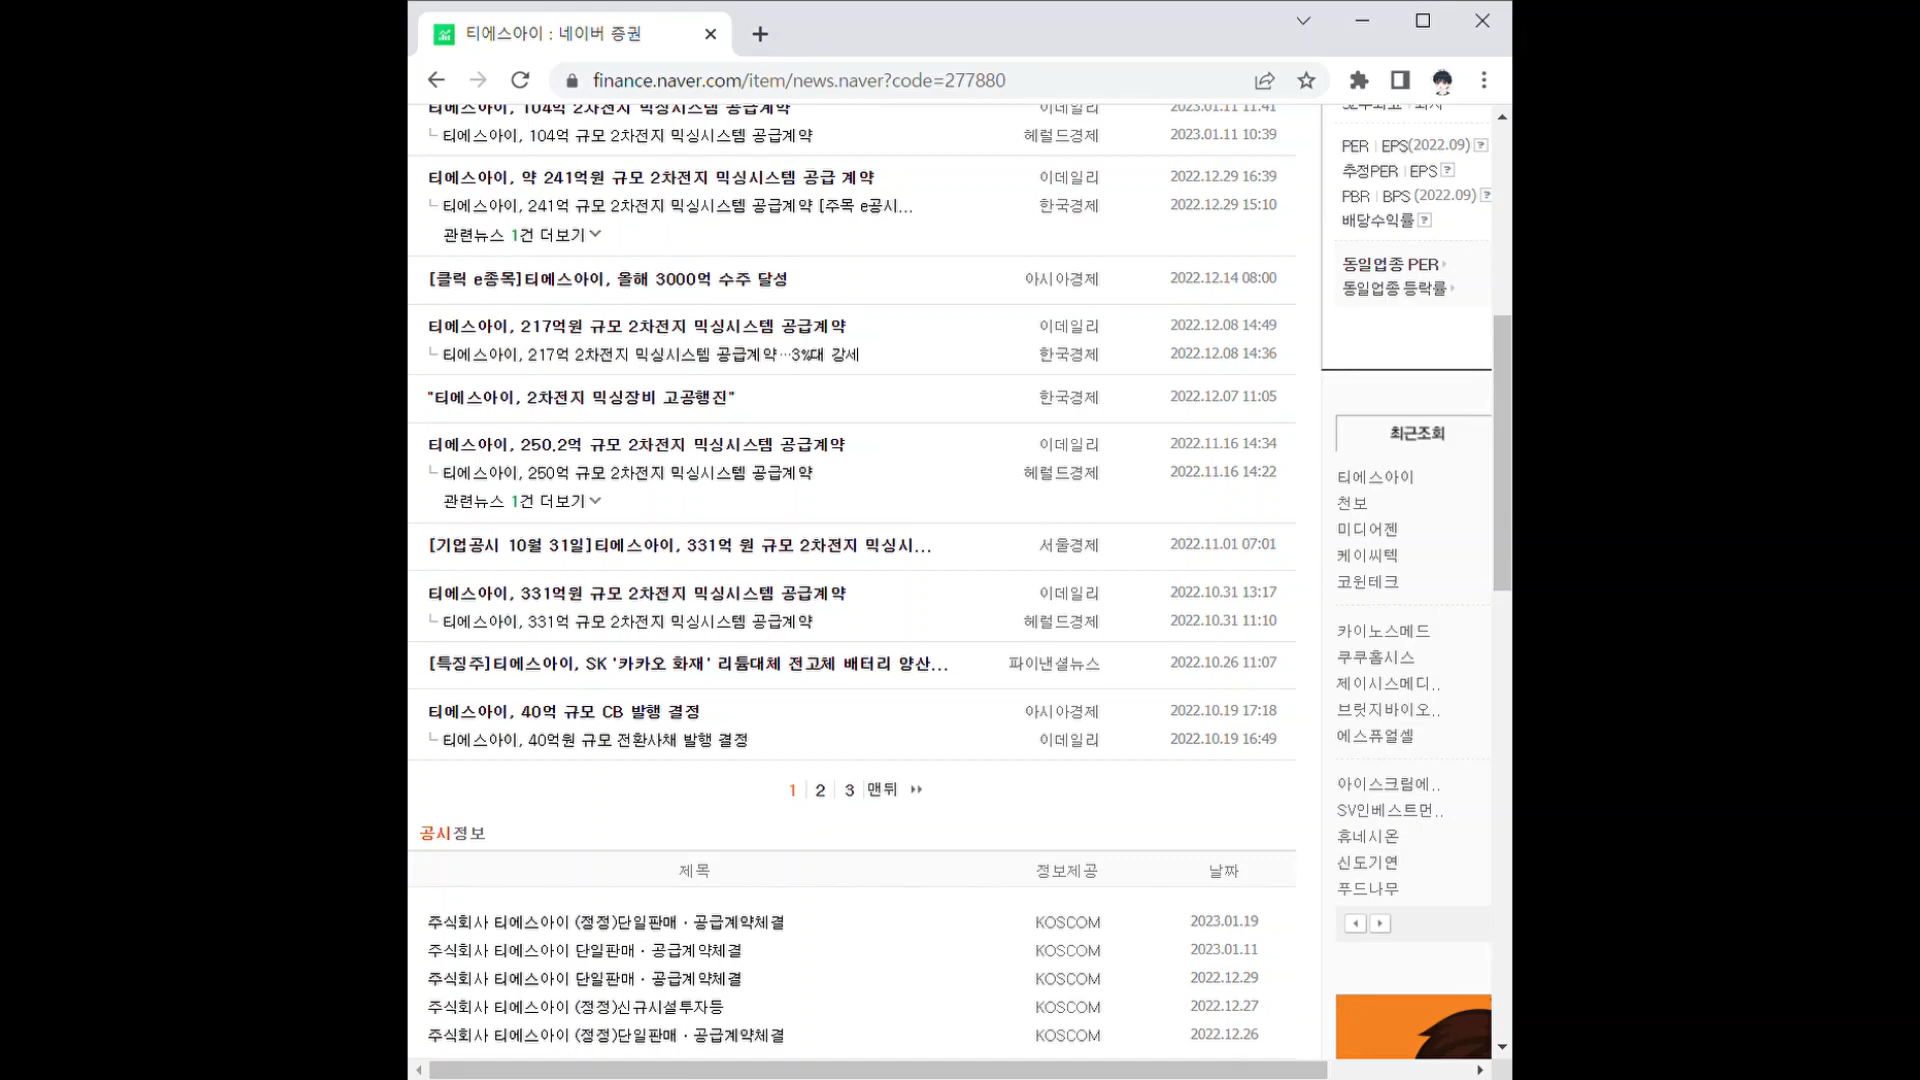 티에스아이 : 네이버 증권
finance.naver.com/item/news.naver?code=277880
티에스아이, 104억 2차전지 믹싱시스템 공급계약 이데일리 2023.01.11 11:41
티에스아이, 104억 규모 2차전지 믹싱시스템 공급계약 헤럴드경제 2023.01.11 10:39
티에스아이, 약 241억원 규모 2차전지 믹싱시스템 공급 계약 이데일리 2022.12.29 16:39
티에스아이, 241억 규모 2차전지 믹싱시스템 공급계약 [주목 e공시... 한국경제 2022.12.29 15:10
관련뉴스 1건 더보기
[클릭 e종목]티에스아이, 올해 3000억 수주 달성 아시아경제 2022.12.14 08:00
티에스아이, 217억원 규모 2차전지 믹싱시스템 공급계약 이데일리 2022.12.08 14:49
티에스아이, 217억 2차전지 믹싱시스템 공급계약…3%대 강세 한국경제 2022.12.08 14:36
"티에스아이, 2차전지 믹싱장비 고공행진" 한국경제 2022.12.07 11:05
티에스아이, 250.2억 규모 2차전지 믹싱시스템 공급계약 이데일리 2022.11.16 14:34
티에스아이, 250억 규모 2차전지 믹싱시스템 공급계약 헤럴드경제 2022.11.16 14:22
관련뉴스 1건 더보기
[기업공시 10월 31일]티에스아이, 331억 원 규모 2차전지 믹싱시... 서울경제 2022.11.01 07:01
티에스아이, 331억원 규모 2차전지 믹싱시스템 공급계약 이데일리 2022.10.31 13:17
티에스아이, 331억 규모 2차전지 믹싱시스템 공급계약 헤럴드경제 2022.10.31 11:10
[특징주]티에스아이, SK '카카오 화재' 리튬대체 전고체 배터리 양산... 파이낸셜뉴스 2022.10.26 11:07
티에스아이, 40억 규모 CB 발행 결정 아시아경제 2022.10.19 17:18
티에스아이, 40억원 규모 전환사채 발행 결정 이데일리 2022.10.19 16:49
1 2 3 맨뒤
공시정보
제목 정보제공 날짜
주식회사 티에스아이 (정정)단일판매ㆍ공급계약체결 KOSCOM 2023.01.19
주식회사 티에스아이 단일판매ㆍ공급계약체결 KOSCOM 2023.01.11
주식회사 티에스아이 단일판매ㆍ공급계약체결 KOSCOM 2022.12.29
주식회사 티에스아이 (정정)신규시설투자등 KOSCOM 2022.12.27
주식회사 티에스아이 (정정)단일판매ㆍ공급계약체결 KOSCOM 2022.12.26
PER EPS(2022.09) ?
추정PER EPS ?
PBR BPS (2022.09) ?
배당수익률 ?
동일업종 PER
동일업종 등락률
최근조회
티에스아이
천보
미디어젠
케이씨텍
코윈테크
카이노스메드
쿠쿠홈시스
제이시스메디..
브릿지바이오..
에스퓨얼셀
아이스크림에..
SV인베스트먼..
휴네시온
신도기연
푸드나무